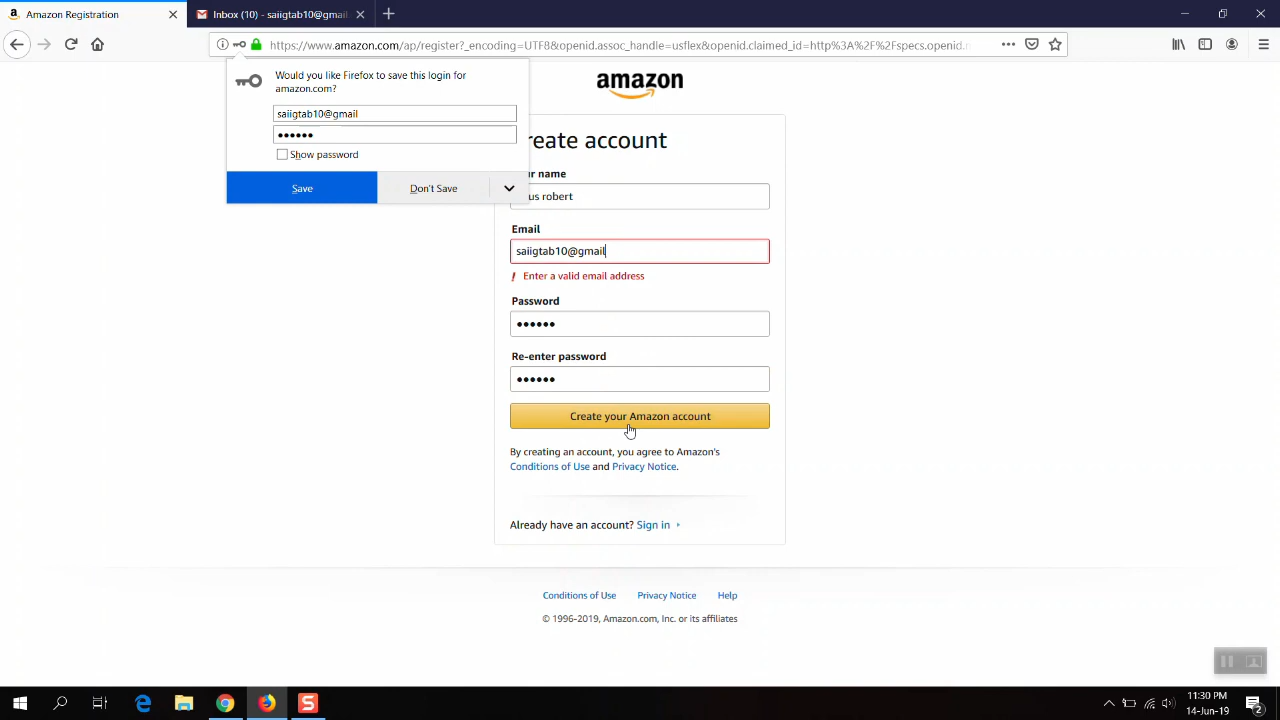 Amazon Registration
Inbox (10) - saiigtab10@gmail.
https://www.amazon.com/ap/register?_encoding=UTF8&openid.assoc_handle=usflex&openid.claimed_id=http%3A%2F%2Fspecs.openid.n
Would you like Firefox to save this login for
amazon.com?
saiigtab10@gmail
••••••
Show password
Save
Don't Save
amazon
reate account
ur name
us robert
Email
saiigtab10@gmail
! Enter a valid email address
Password
••••••
Re-enter password
••••••
Create your Amazon account
By creating an account, you agree to Amazon's
Conditions of Use and Privacy Notice.
Already have an account? Sign in
Conditions of Use
Privacy Notice
Help
© 1996-2019, Amazon.com, Inc. or its affiliates
S
11:30 PM
14-Jun-19
2